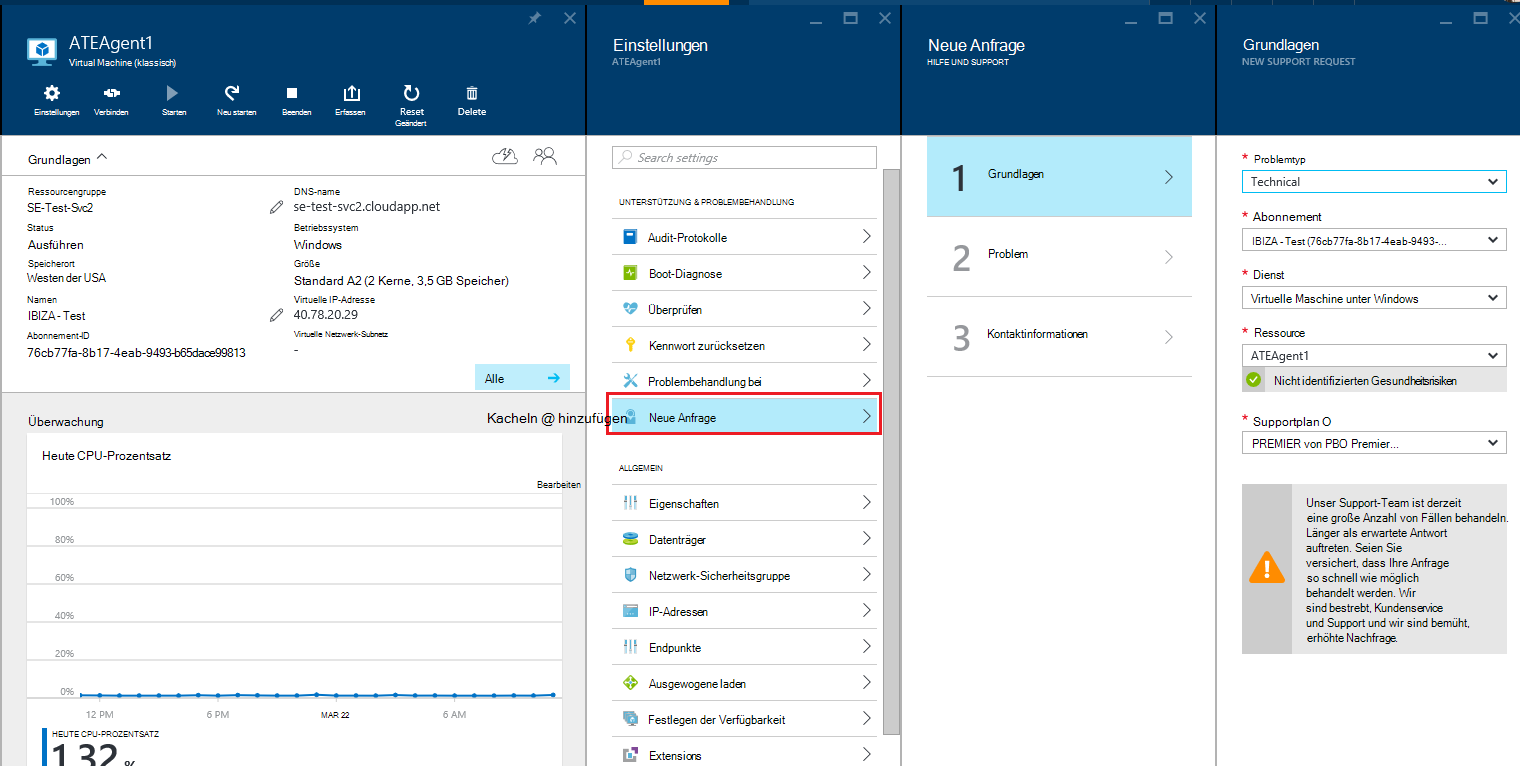 ATEAgent1
Virtual Machine (klassisch)
Einstellungen
Verbinden
Starten
Neu starten
Beenden
Erfassen
Reset
Geändert
Delete
Grundlagen
Ressourcengruppe
SE-Test-Svc2
Status
Ausführen
Speicherort
Westen der USA
Namen
IBIZA - Test
Abonnement-ID
76cb77fa-8b17-4eab-9493-b65dace99813
DNS-name
se-test-svc2.cloudapp.net
Betriebssystem
Windows
Größe
Standard A2 (2 Kerne, 3,5 GB Speicher)
Virtuelle IP-Adresse
40.78.20.29
Virtuelle Netzwerk-Subnetz
-
Alle
Überwachung
Kacheln @ hinzufügen
Heute CPU-Prozentsatz
Bearbeiten
100%
80%
60%
40%
20%
0%
12 PM
6 PM
MAR 22
6 AM
HEUTE CPU-PROZENTSATZ
1.32 %
Einstellungen
ATEAgent1
Search settings
UNTERSTÜTZUNG & PROBLEMBEHANDLUNG
Audit-Protokolle
Boot-Diagnose
Überprüfen
Kennwort zurücksetzen
Problembehandlung bei
Neue Anfrage
ALLGEMEIN
Eigenschaften
Datenträger
Netzwerk-Sicherheitsgruppe
IP-Adressen
Endpunkte
Ausgewogene laden
Festlegen der Verfügbarkeit
Extensions
Neue Anfrage
HILFE UND SUPPORT
1 Grundlagen
2 Problem
3 Kontaktinformationen
Grundlagen
NEW SUPPORT REQUEST
* Problemtyp
Technical
* Abonnement
IBIZA - Test (76cb77fa-8b17-4eab-9493-...
* Dienst
Virtuelle Maschine unter Windows
* Ressource
ATEAgent1
Nicht identifizierten Gesundheitsrisiken
* Supportplan O
PREMIER von PBO Premier...
Unser Support-Team ist derzeit
eine große Anzahl von Fällen behandeln.
Länger als erwartete Antwort
auftreten. Seien Sie
versichert, dass Ihre Anfrage
so schnell wie möglich
behandelt werden. Wir
sind bestrebt, Kundenservice
und Support und wir sind bemüht,
erhöhte Nachfrage.